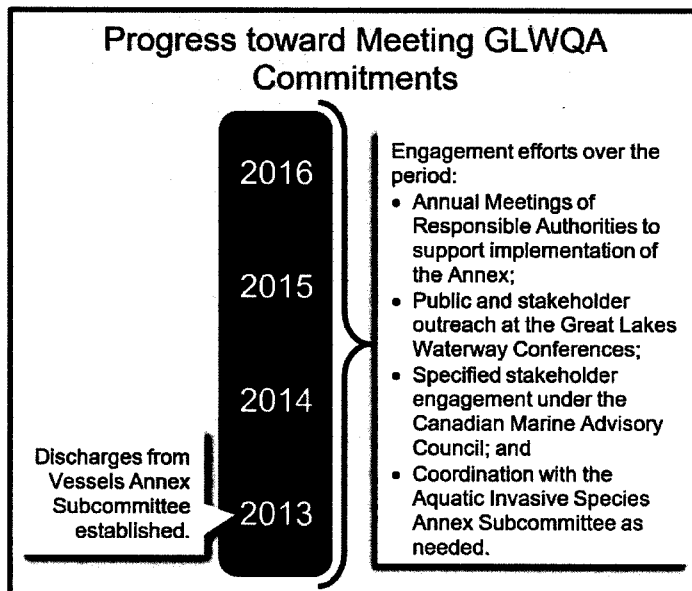 Progress toward Meeting GLWQA
Commitments
2016
2015
2014
2013
Discharges from
Vessels Annex
Subcommittee
established.
Engagement efforts over the
period:
• Annual Meetings of
Responsible Authorities to
support implementation of
the Annex;
• Public and stakeholder
outreach at the Great Lakes
Waterway Conferences;
• Specified stakeholder
engagement under the
Canadian Marine Advisory
Council; and
• Coordination with the
Aquatic Invasive Species
Annex Subcommittee as
needed.